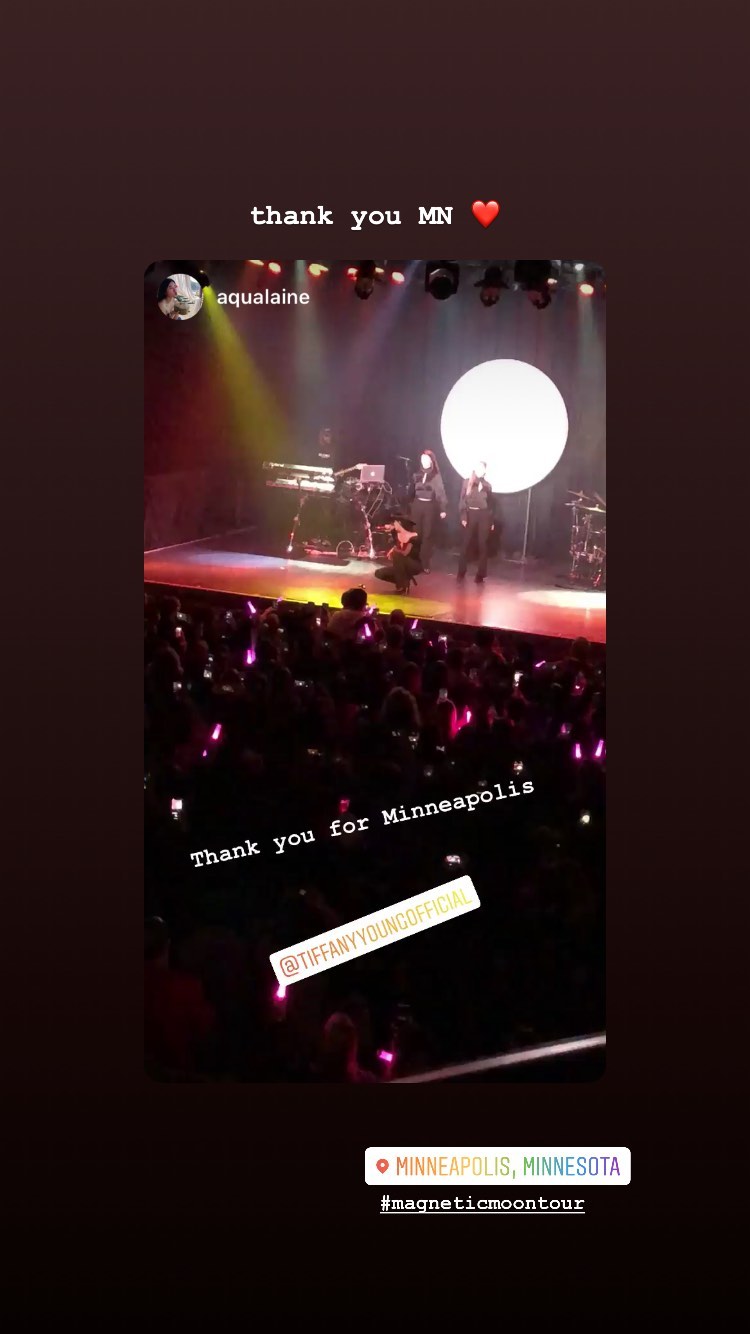 thank you MN ❤️
aqualaine
Thank you for Minneapolis
@TIFFANYYOUNGOFFICIAL
MINNEAPOLIS, MINNESOTA
#magneticmoontour